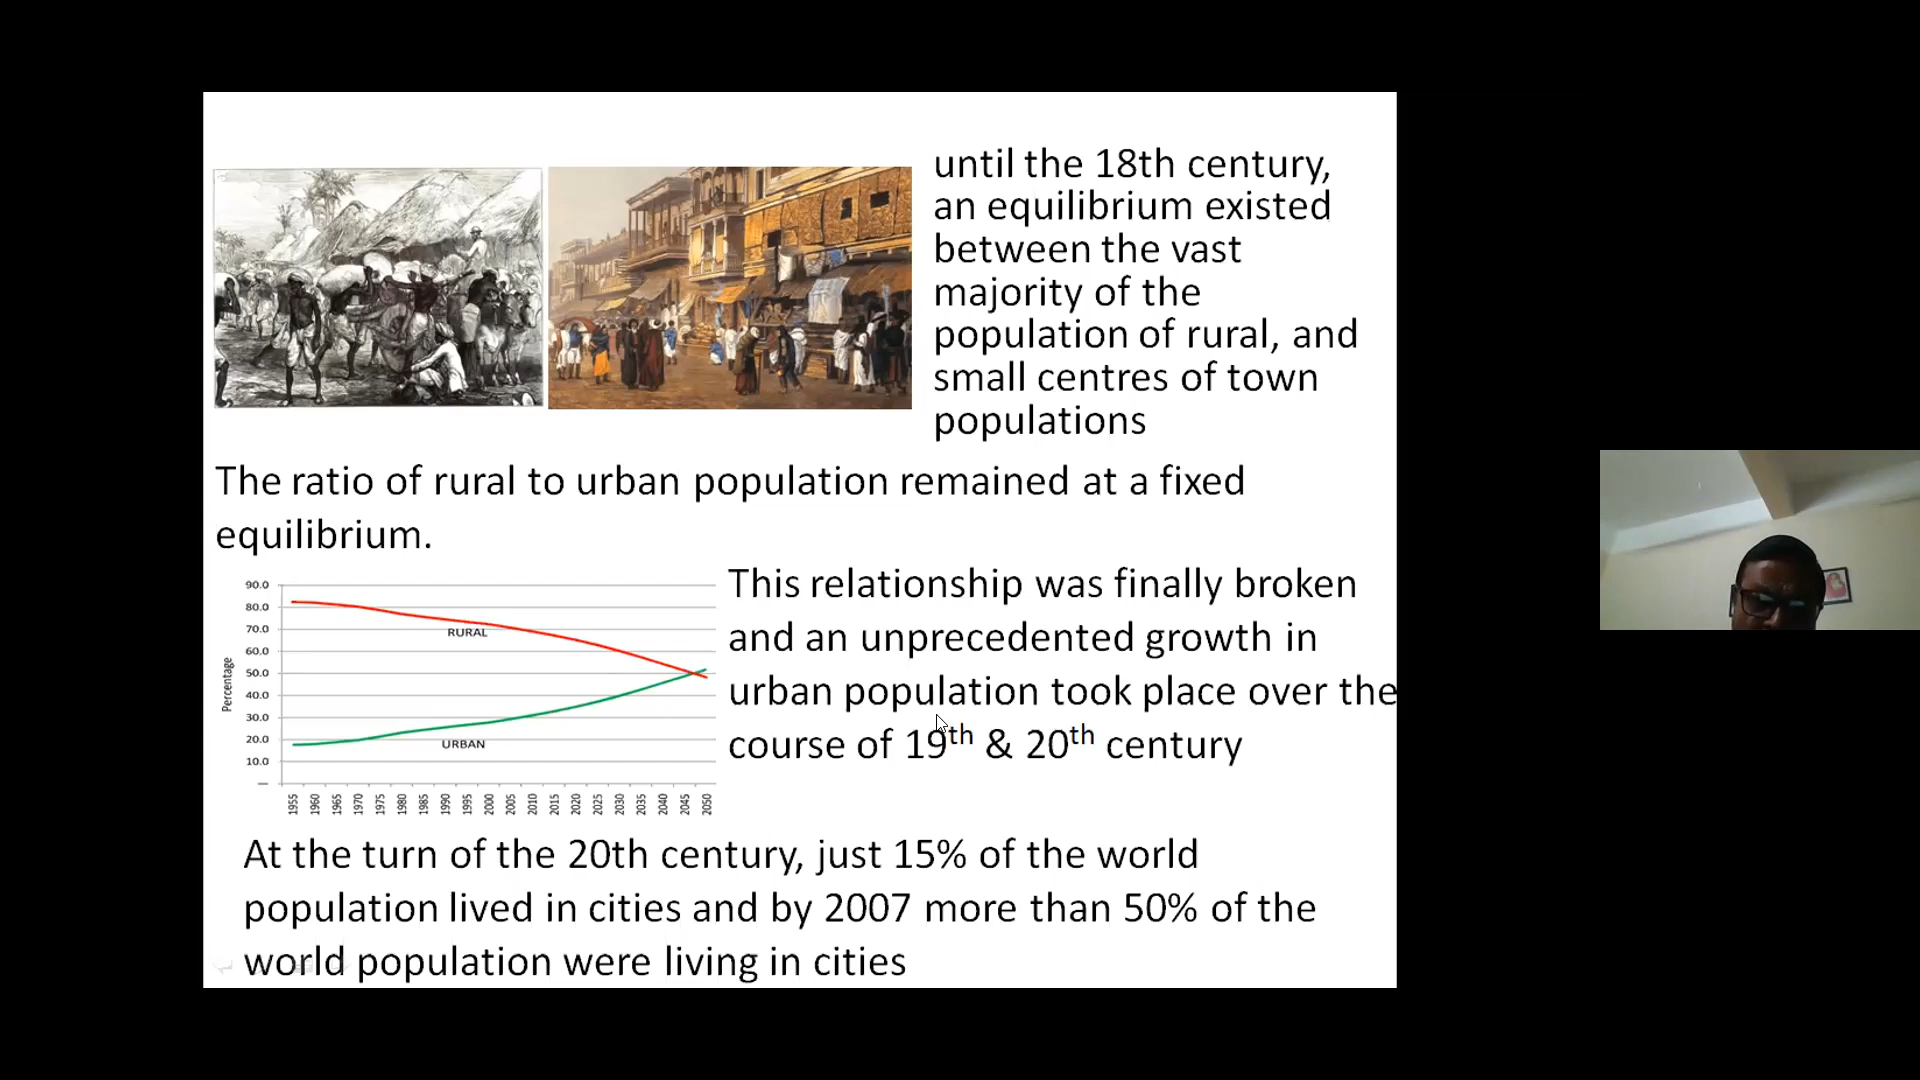 until the 18th century,
an equilibrium existed
between the vast
majority of the
population of rural, and
small centres of town
populations
The ratio of rural to urban population remained at a fixed
equilibrium.
This relationship was finally broken
and an unprecedented growth in
urban population took place over the
course of 19th & 20th century
90.0
80.0
70.0
60.0
50.0
40.0
30.0
20.0
10.0
—
Percentage
RURAL
URBAN
1955 1960 1965 1970 1975 1980 1985 1990 1995 2000 2005 2010 2015 2020 2025 2030 2035 2040 2045 2050
At the turn of the 20th century, just 15% of the world
population lived in cities and by 2007 more than 50% of the
world population were living in cities